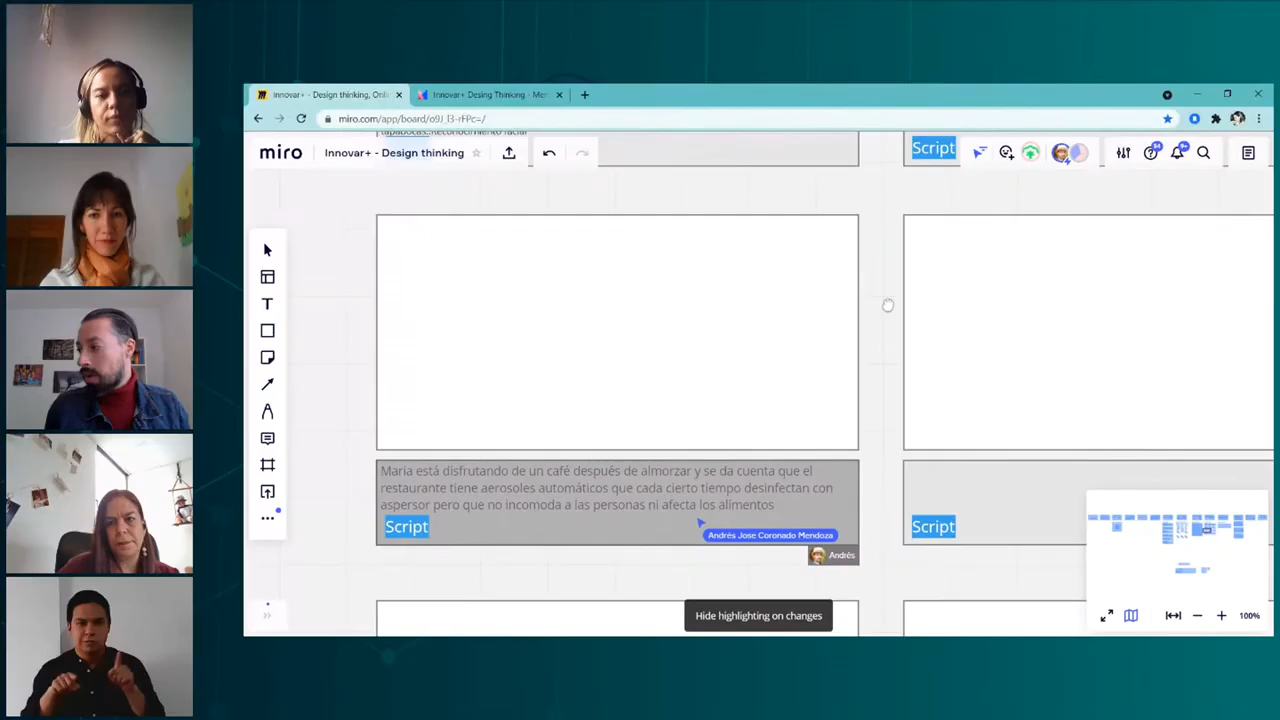 Innovar+ - Design thinking, Onli
Innovar+ Desing Thinking - Mem
miro.com/app/board/o9J_l3-rFPc=/
miro
Innovar+ - Design thinking
Script
Maria está disfrutando de un café después de almorzar y se da cuenta que el
restaurante tiene aerosoles automáticos que cada cierto tiempo desinfectan con
aspersor pero que no incomoda a las personas ni afecta los alimentos
Script
Andrés Jose Coronado Mendoza
Andrés
Script
Hide highlighting on changes
100%